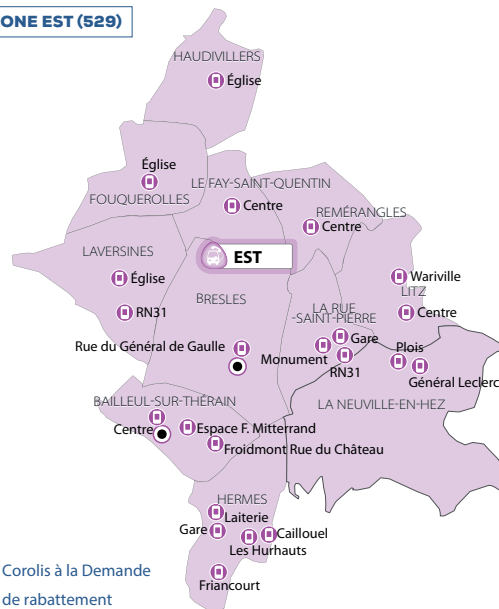 ONE EST (529)
HAUDIVILLERS
Église
Église
FOUQUEROLLES
LE FAY-SAINT-QUENTIN
Centre
REMÉRANGLES
Centre
LAVERSINES
EST
Église
Wariville
LITZ
BRESLES
RN31
LA RUE
-SAINT-PIERRE
Centre
Gare
Rue du Général de Gaulle
Monument
RN31
Plois
Général Leclerc
BAILLEUL-SUR-THÉRAIN
LA NEUVILLE-EN-HEZ
Centre
Espace F. Mitterrand
Froidmont Rue du Château
HERMES
Laiterie
Gare
Caillouel
Les Hurhauts
Friancourt
Corolis à la Demande
de rabattement